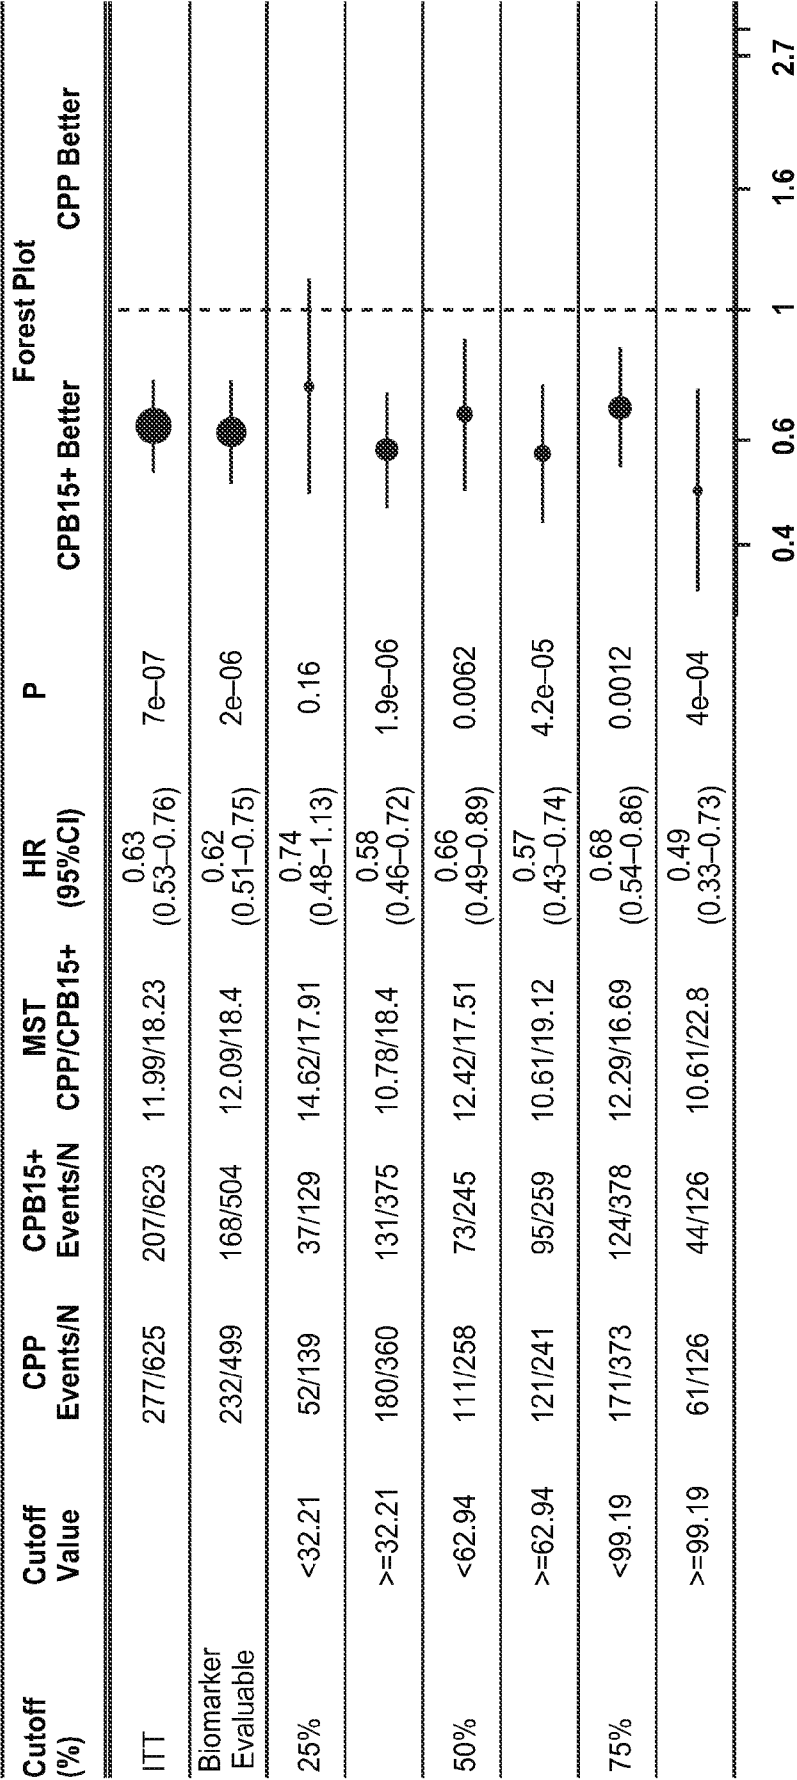 Forest Plot
Cutoff (%) Cutoff Value CPP Events/N CPB15+ Events/N MST CPP/CPB15+ HR (95%CI) P CPB15+ Better CPP Better
ITT 277/625 207/623 11.99/18.23 0.63 (0.53–0.76) 7e–07
Biomarker Evaluable 232/499 168/504 12.09/18.4 0.62 (0.51–0.75) 2e–06
25% <32.21 52/139 37/129 14.62/17.91 0.74 (0.48–1.13) 0.16
>=32.21 180/360 131/375 10.78/18.4 0.58 (0.46–0.72) 1.9e–06
50% <62.94 111/258 73/245 12.42/17.51 0.66 (0.49–0.89) 0.0062
>=62.94 121/241 95/259 10.61/19.12 0.57 (0.43–0.74) 4.2e–05
75% <99.19 171/373 124/378 12.29/16.69 0.68 (0.54–0.86) 0.0012
>=99.19 61/126 44/126 10.61/22.8 0.49 (0.33–0.73) 4e–04
0.4 0.6 1 1.6 2.7